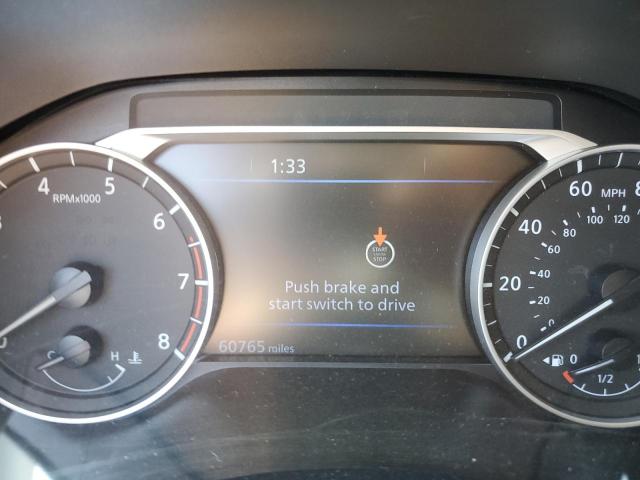 1:33
START
STOP
Push brake and
start switch to drive
60765 miles
4 5 6 7 8
RPMx1000
C H
0 20 40 60
MPH
0 20 40 60 80 100 120
0 1/2